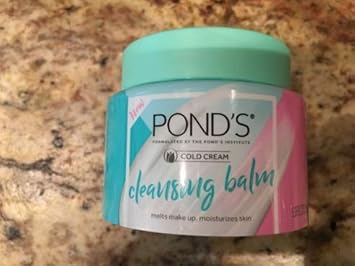 New
POND'S®
FORMULATED BY THE POND'S INSTITUTE
COLD CREAM
cleansing balm
melts make up. moisturizes skin